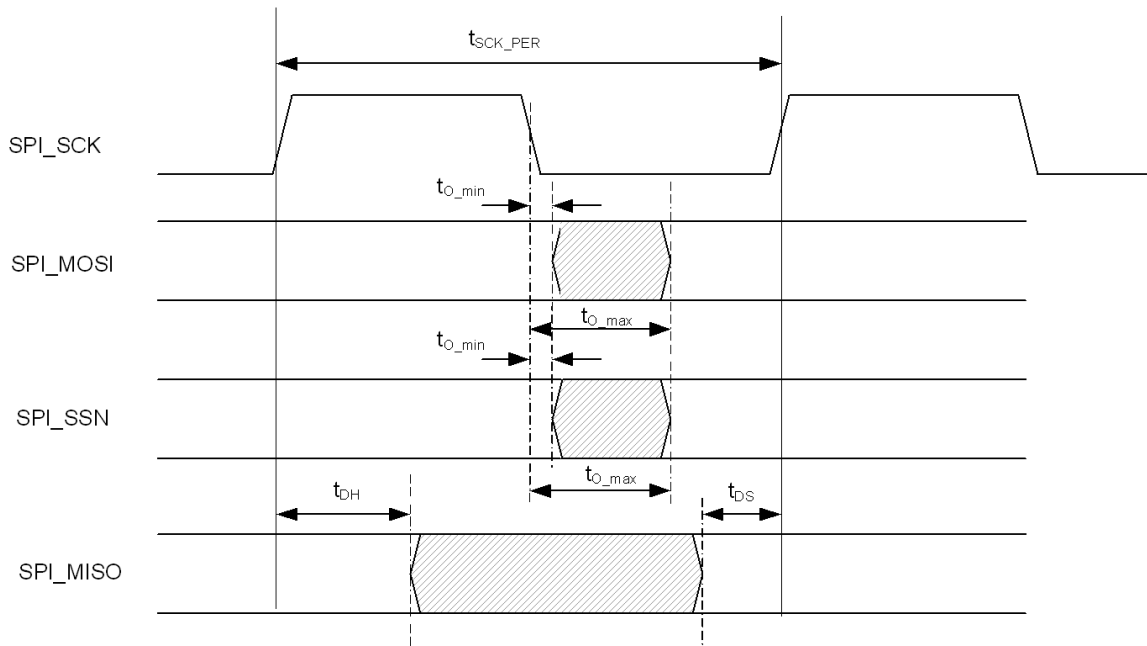 tSCK_PER
SPI_SCK
tO_min
SPI_MOSI
tO_max
tO_min
SPI_SSN
tDH
tO_max
tDS
SPI_MISO